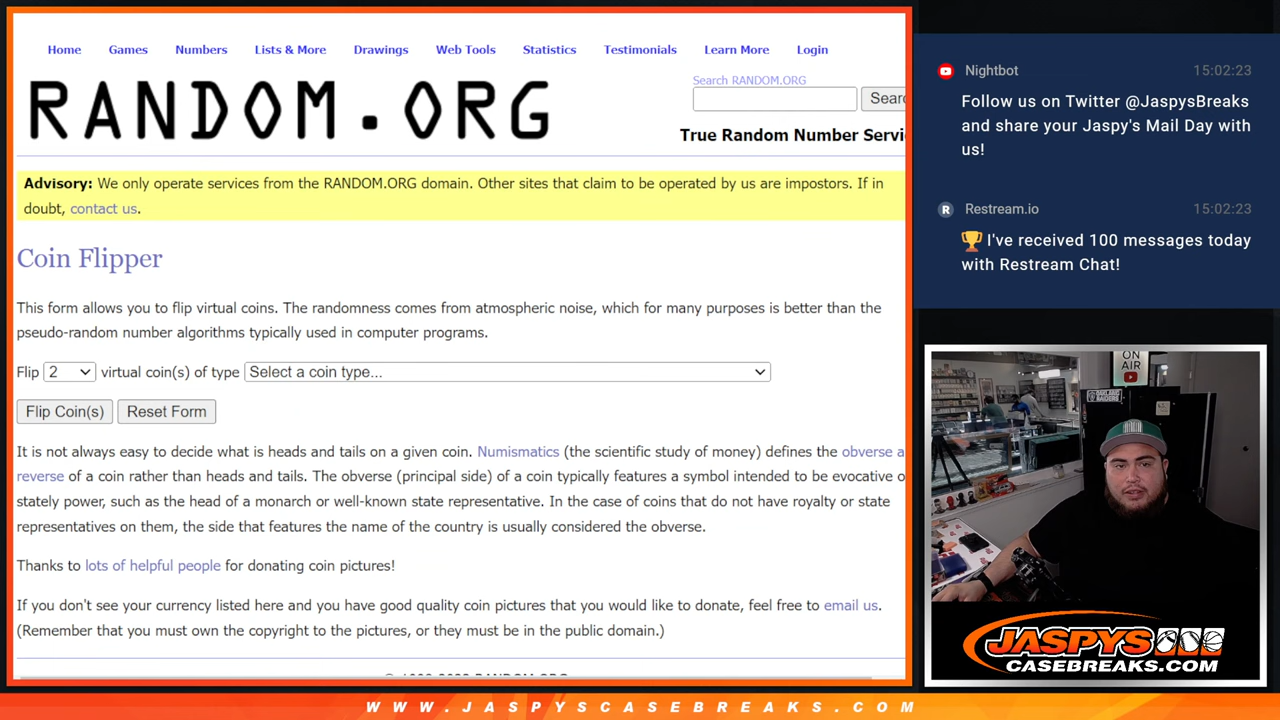 Home Games Numbers Lists & More Drawings Web Tools Statistics Testimonials Learn More Login
RANDOM.ORG
Search RANDOM.ORG
Searc
True Random Number Servi
Advisory: We only operate services from the RANDOM.ORG domain. Other sites that claim to be operated by us are impostors. If in
doubt, contact us.
Coin Flipper
This form allows you to flip virtual coins. The randomness comes from atmospheric noise, which for many purposes is better than the
pseudo-random number algorithms typically used in computer programs.
Flip 2 virtual coin(s) of type Select a coin type...
Flip Coin(s) Reset Form
It is not always easy to decide what is heads and tails on a given coin. Numismatics (the scientific study of money) defines the obverse a
reverse of a coin rather than heads and tails. The obverse (principal side) of a coin typically features a symbol intended to be evocative o
stately power, such as the head of a monarch or well-known state representative. In the case of coins that do not have royalty or state
representatives on them, the side that features the name of the country is usually considered the obverse.
Thanks to lots of helpful people for donating coin pictures!
If you don't see your currency listed here and you have good quality coin pictures that you would like to donate, feel free to email us.
(Remember that you must own the copyright to the pictures, or they must be in the public domain.)
Nightbot 15:02:23
Follow us on Twitter @JaspysBreaks
and share your Jaspy's Mail Day with
us!
R Restream.io 15:02:23
🏆 I've received 100 messages today
with Restream Chat!
ON
AIR
OAKLAND
RAIDERS
JASPYS
CASEBREAKS.COM
WWW.JASPYSCASEBREAKS.COM